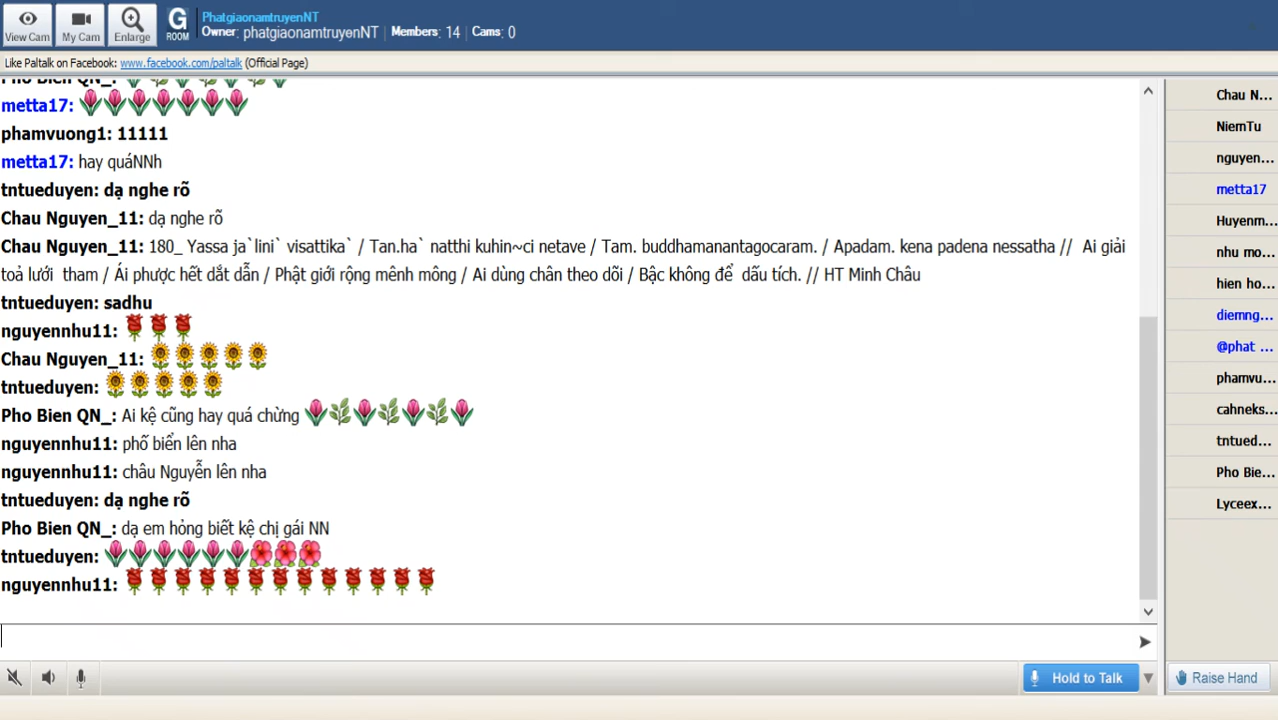 View Cam
My Cam
Enlarge
G
ROOM
PhatgiaonamtruyenNT
Owner: phatgiaonamtruyenNT Members: 14 Cams: 0
Like Paltalk on Facebook: www.facebook.com/paltalk (Official Page)
Pho Bien QN_:
metta17:
phamvuong1: 11111
metta17: hay quáNNh
tntueduyen: dạ nghe rõ
Chau Nguyen_11: dạ nghe rõ
Chau Nguyen_11: 180_ Yassa ja`lini` visattika` / Tan.ha` natthi kuhin~ci netave / Tam. buddhamanantagocaram. / Apadam. kena padena nessatha // Ai giải
toả lưới tham / Ái phược hết dắt dẫn / Phật giới rộng mênh mông / Ai dùng chân theo dõi / Bậc không để dấu tích. // HT Minh Châu
tntueduyen: sadhu
nguyennhu11:
Chau Nguyen_11:
tntueduyen:
Pho Bien QN_: Ai kệ cũng hay quá chừng
nguyennhu11: phố biển lên nha
nguyennhu11: châu Nguyễn lên nha
tntueduyen: dạ nghe rõ
Pho Bien QN_: dạ em hỏng biết kệ chị gái NN
tntueduyen:
nguyennhu11:
Hold to Talk
Chau N...
NiemTu
nguyen...
metta17
Huyenm...
nhu mo...
hien ho...
diemng...
@phat ...
phamvu...
cahneks...
tntued...
Pho Bie...
Lyceex...
Raise Hand